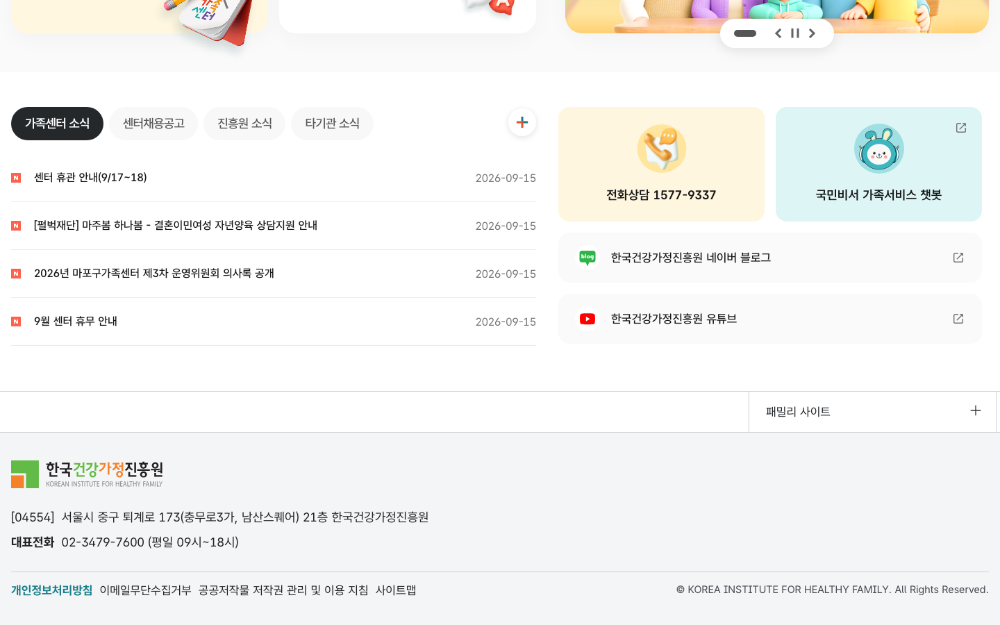 가족
센터
가족센터 소식
센터채용공고
진흥원 소식
타기관 소식
N 센터 휴관 안내(9/17~18) 2026-09-15
N [펄벅재단] 마주봄 하나봄 - 결혼이민여성 자녀양육 상담지원 안내 2026-09-15
N 2026년 마포구가족센터 제3차 운영위원회 의사록 공개 2026-09-15
N 9월 센터 휴무 안내 2026-09-15
전화상담 1577-9337
국민비서 가족서비스 챗봇
blog 한국건강가정진흥원 네이버 블로그
한국건강가정진흥원 유튜브
패밀리 사이트
한국건강가정진흥원
KOREAN INSTITUTE FOR HEALTHY FAMILY
[04554] 서울시 중구 퇴계로 173(충무로3가, 남산스퀘어) 21층 한국건강가정진흥원
대표전화 02-3479-7600 (평일 09시~18시)
개인정보처리방침 이메일무단수집거부 공공저작물 저작권 관리 및 이용 지침 사이트맵
© KOREA INSTITUTE FOR HEALTHY FAMILY. All Rights Reserved.